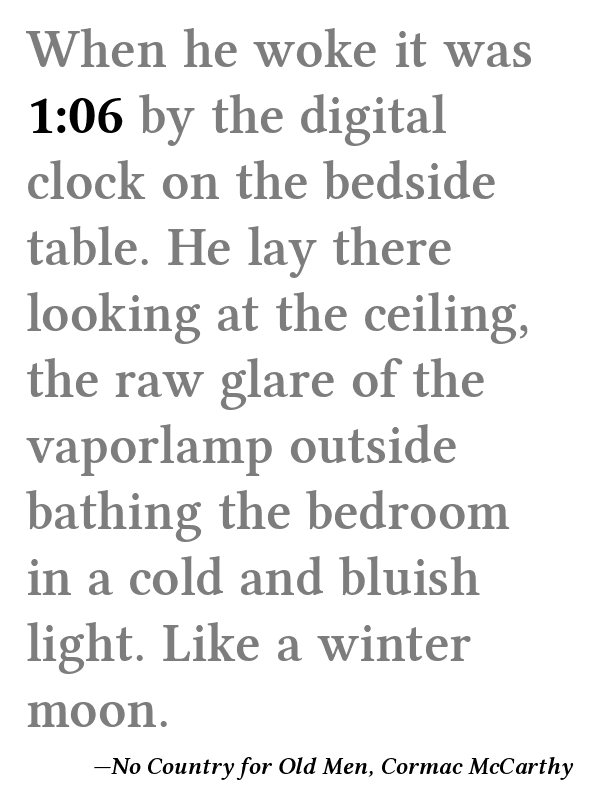 When he woke it was
1:06 by the digital
clock on the bedside
table. He lay there
looking at the ceiling,
the raw glare of the
vaporlamp outside
bathing the bedroom
in a cold and bluish
light. Like a winter
moon.
—No Country for Old Men, Cormac McCarthy